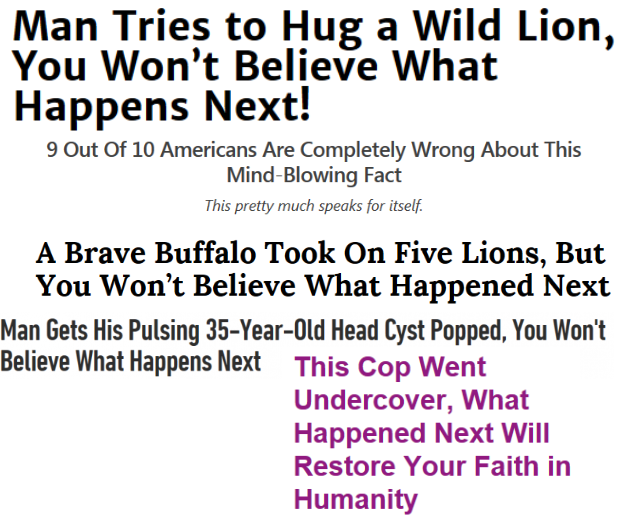 Man Tries to Hug a Wild Lion,
You Won’t Believe What
Happens Next!
9 Out Of 10 Americans Are Completely Wrong About This
Mind-Blowing Fact
This pretty much speaks for itself.
A Brave Buffalo Took On Five Lions, But
You Won’t Believe What Happened Next
Man Gets His Pulsing 35-Year-Old Head Cyst Popped, You Won't
Believe What Happens Next
This Cop Went
Undercover, What
Happened Next Will
Restore Your Faith in
Humanity